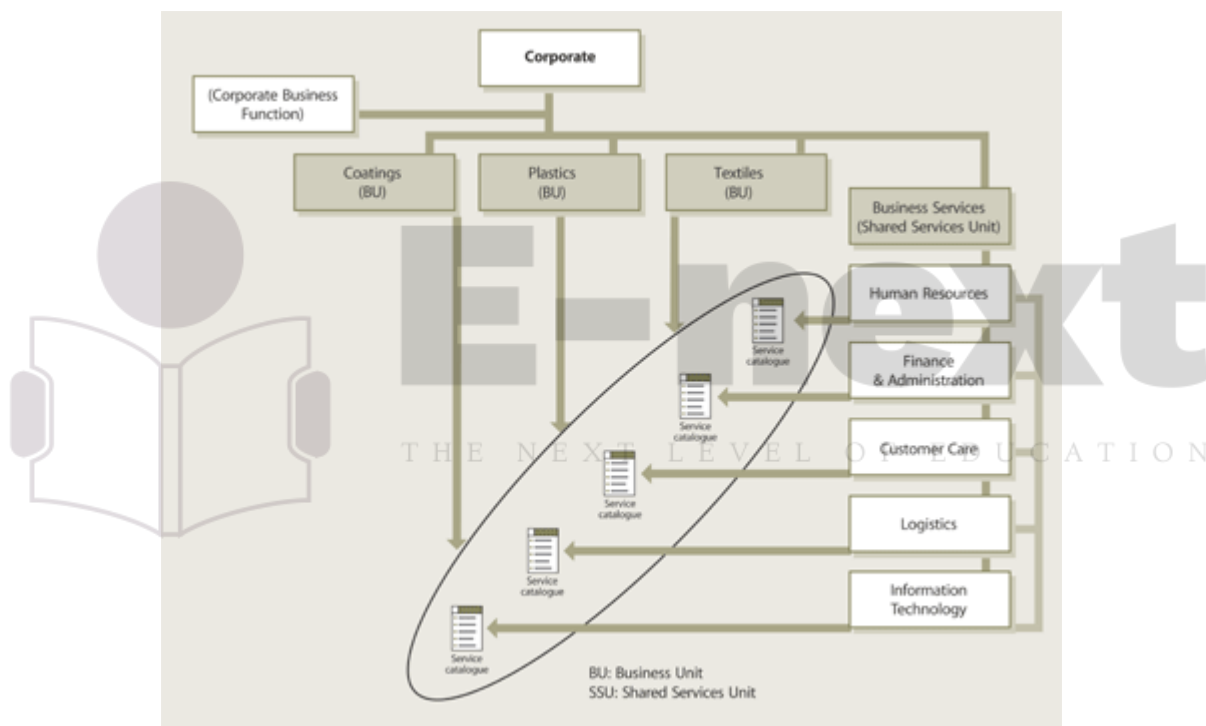 Corporate
(Corporate Business
Function)
Coatings
(BU)
Plastics
(BU)
Textiles
(BU)
Business Services
(Shared Services Unit)
Human Resources
Service
catalogue
Finance
& Administration
Service
catalogue
Customer Care
Service
catalogue
Logistics
Service
catalogue
Information
Technology
Service
catalogue
BU: Business Unit
SSU: Shared Services Unit
E-next
THE NEXT LEVEL OF EDUCATION